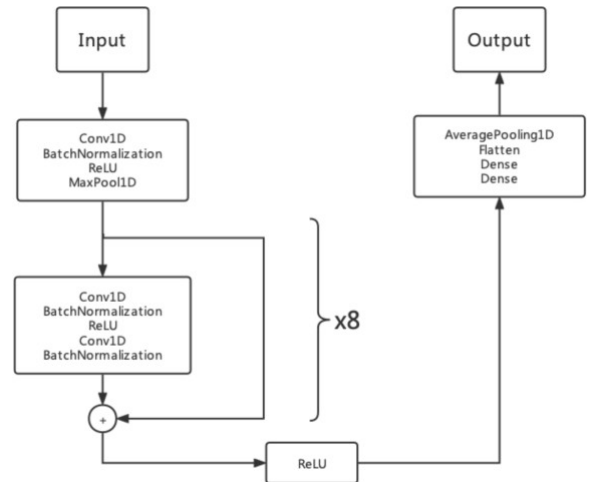 Input
Conv1D
BatchNormalization
ReLU
MaxPool1D
Conv1D
BatchNormalization
ReLU
Conv1D
BatchNormalization
+
x8
ReLU
AveragePooling1D
Flatten
Dense
Dense
Output